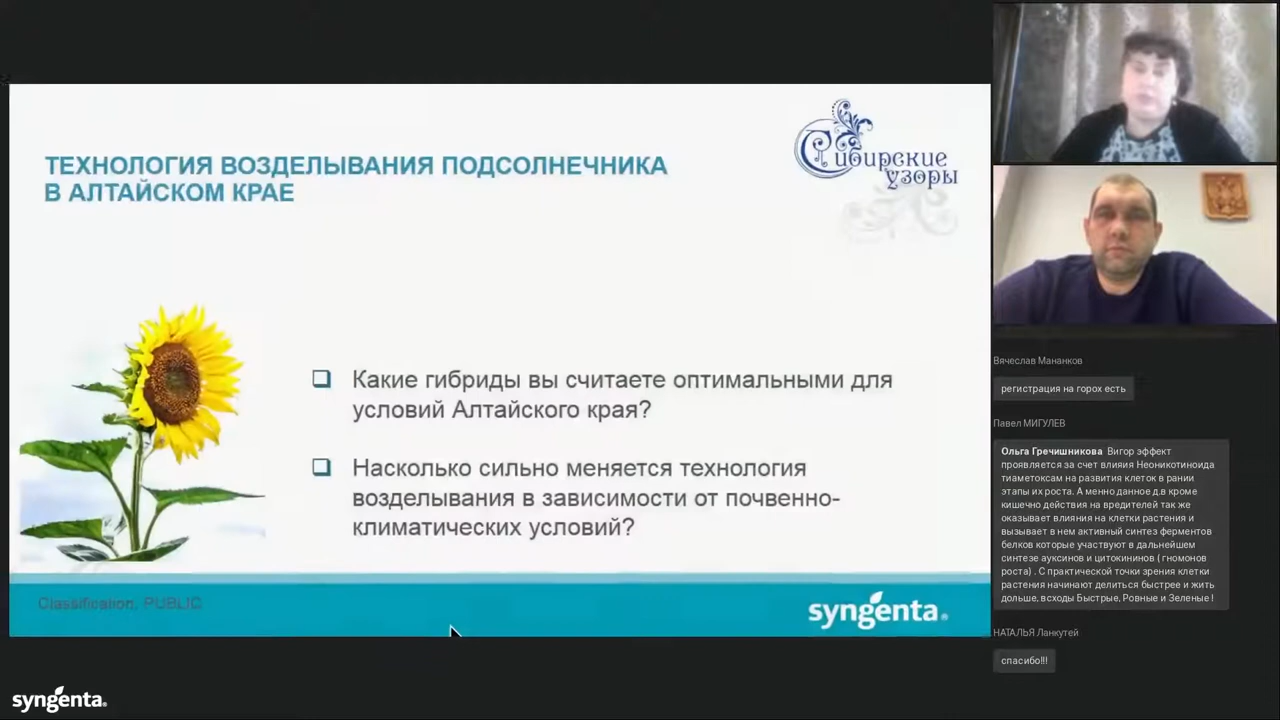 ТЕХНОЛОГИЯ ВОЗДЕЛЫВАНИЯ ПОДСОЛНЕЧНИКА
В АЛТАЙСКОМ КРАЕ
Сибирские
узоры
Какие гибриды вы считаете оптимальными для
условий Алтайского края?
Насколько сильно меняется технология
возделывания в зависимости от почвенно-
климатических условий?
Classification: PUBLIC
syngenta
syngenta
Вячеслав Мананков
регистрация на горох есть
Павел МИГУЛЕВ
Ольга Гречишникова Вигор эффект
проявляется за счет влияия Неоникотиноида
тиаметоксам на развития клеток в рании
этапы их роста. А менно данное д.в кроме
кишечно действия на вредителей так же
оказывает влияния на клетки растения и
вызывает в нем активный синтез ферментов
белков которые участвуют в дальнейшем
синтезе ауксинов и цитокининов ( гномонов
роста) . С практической точки зрения клетки
растения начинают делиться быстрее и жить
дольше, всходы Быстрые, Ровные и Зеленые !
НАТАЛЬЯ Ланкутей
спасибо!!!